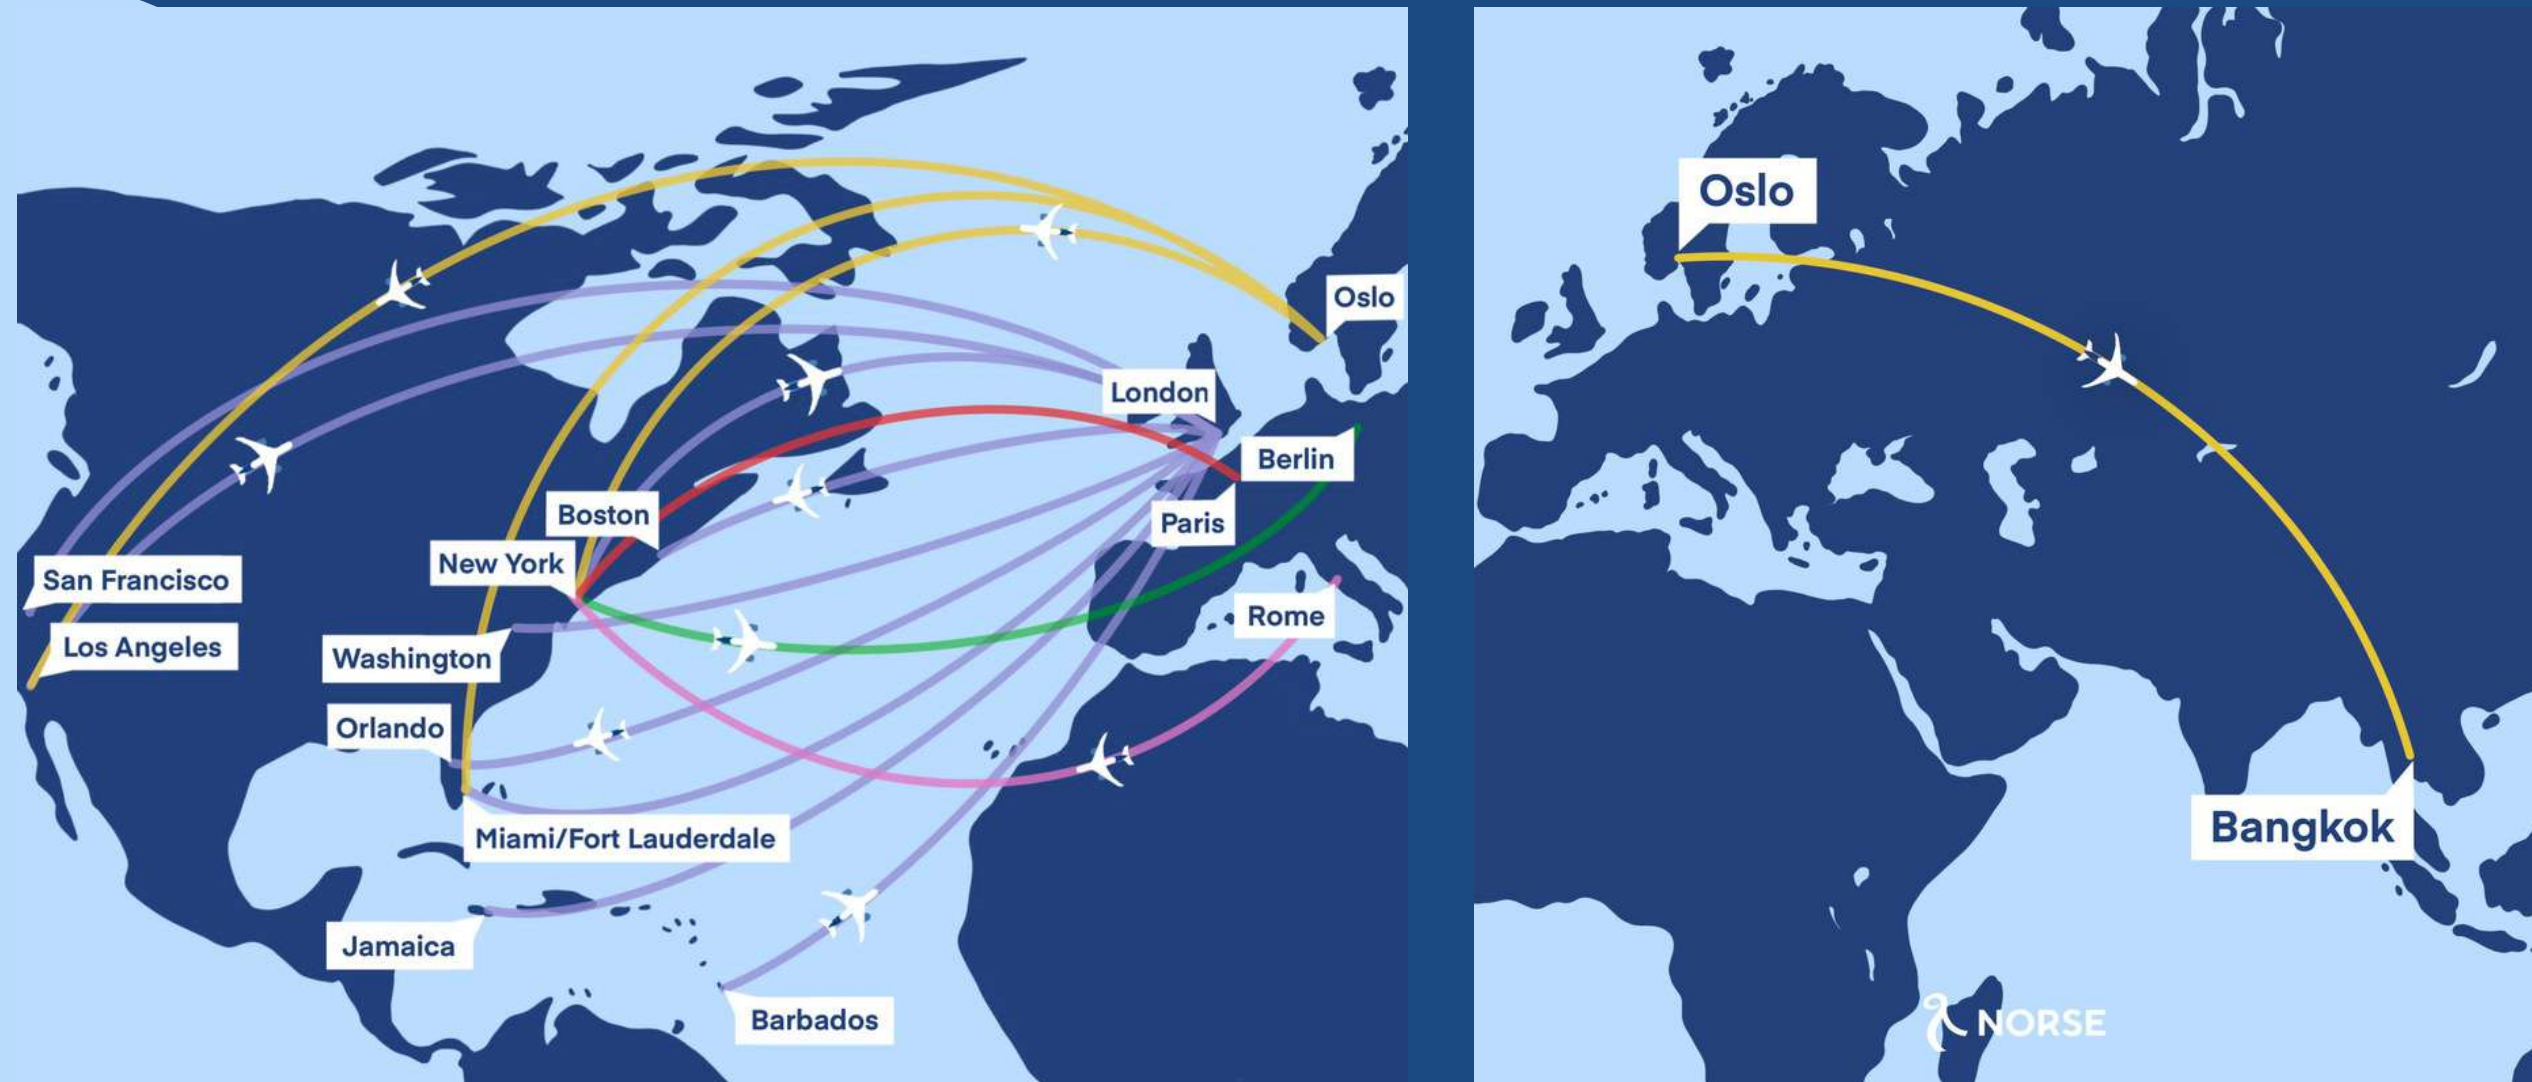 Oslo
London
Berlin
Boston
Paris
New York
San Francisco
Rome
Los Angeles
Washington
Orlando
Miami/Fort Lauderdale
Jamaica
Barbados
Oslo
Bangkok
NORSE